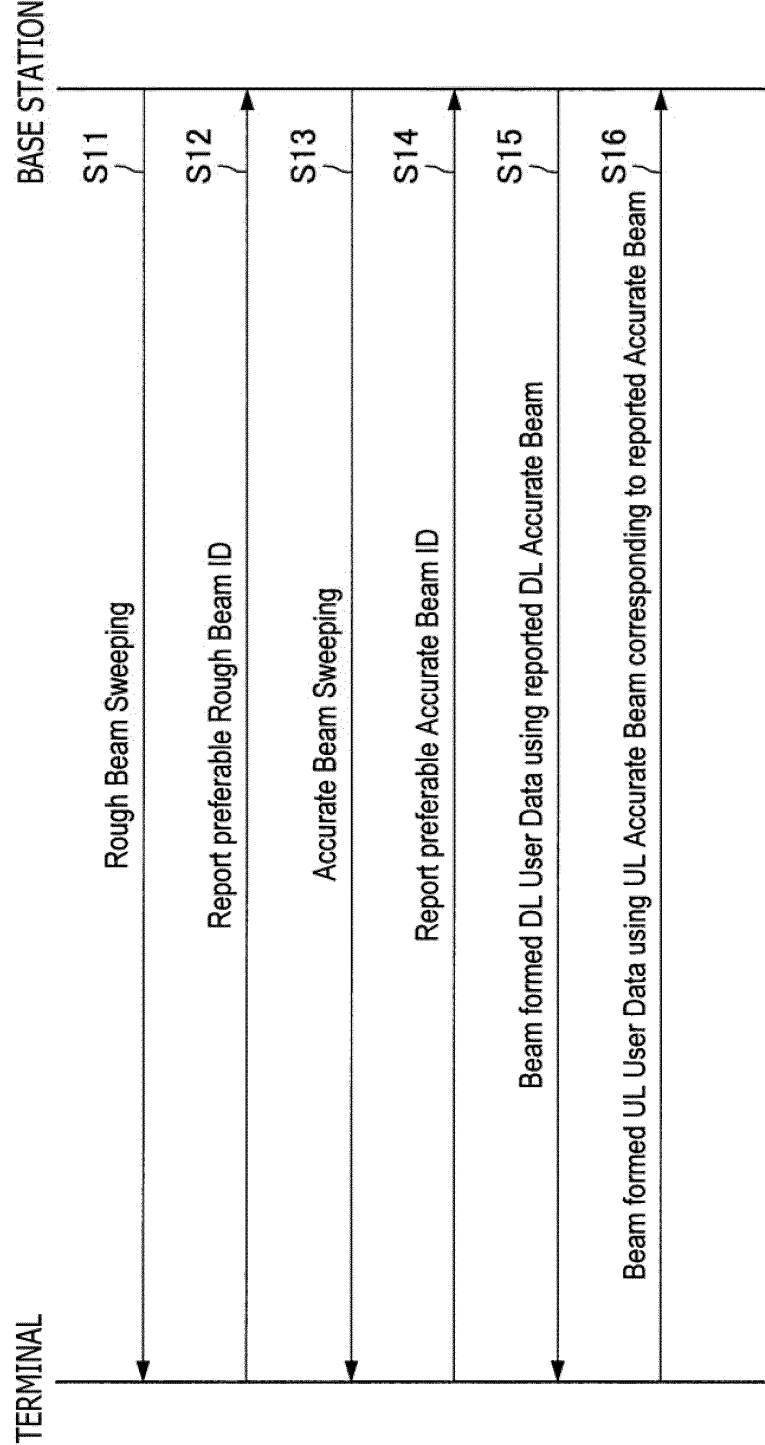 TERMINAL
BASE STATION
Rough Beam Sweeping
S11
Report preferable Rough Beam ID
S12
Accurate Beam Sweeping
S13
Report preferable Accurate Beam ID
S14
Beam formed DL User Data using reported DL Accurate Beam
S15
Beam formed UL User Data using UL Accurate Beam corresponding to reported Accurate Beam
S16